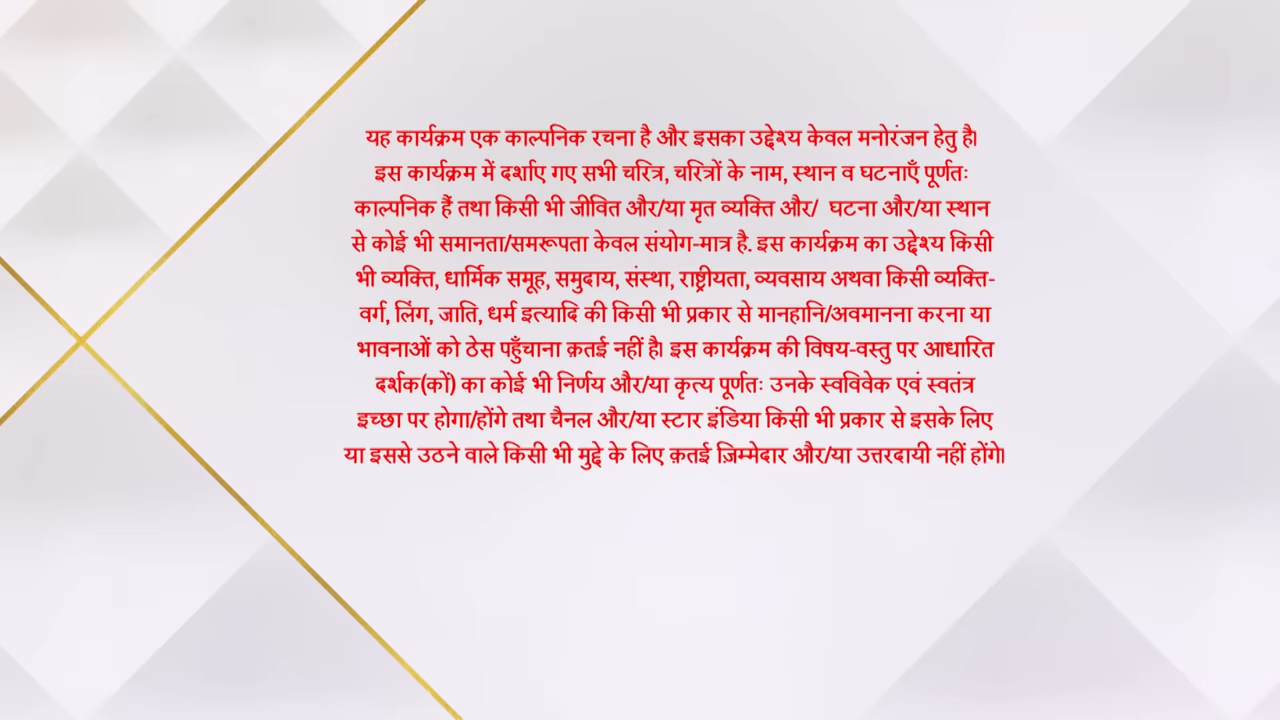 यह कार्यक्रम एक काल्पनिक रचना है और इसका उद्देश्य केवल मनोरंजन हेतु है।
इस कार्यक्रम में दर्शाए गए सभी चरित्र, चरित्रों के नाम, स्थान व घटनाएँ पूर्णतः
काल्पनिक हैं तथा किसी भी जीवित और/या मृत व्यक्ति और/ घटना और/या स्थान
से कोई भी समानता/समरूपता केवल संयोग-मात्र है. इस कार्यक्रम का उद्देश्य किसी
भी व्यक्ति, धार्मिक समूह, समुदाय, संस्था, राष्ट्रीयता, व्यवसाय अथवा किसी व्यक्ति-
वर्ग, लिंग, जाति, धर्म इत्यादि की किसी भी प्रकार से मानहानि/अवमानना करना या
भावनाओं को ठेस पहुँचाना क़तई नहीं है। इस कार्यक्रम की विषय-वस्तु पर आधारित
दर्शक(कों) का कोई भी निर्णय और/या कृत्य पूर्णतः उनके स्वविवेक एवं स्वतंत्र
इच्छा पर होगा/होंगे तथा चैनल और/या स्टार इंडिया किसी भी प्रकार से इसके लिए
या इससे उठने वाले किसी भी मुद्दे के लिए क़तई ज़िम्मेदार और/या उत्तरदायी नहीं होंगे।